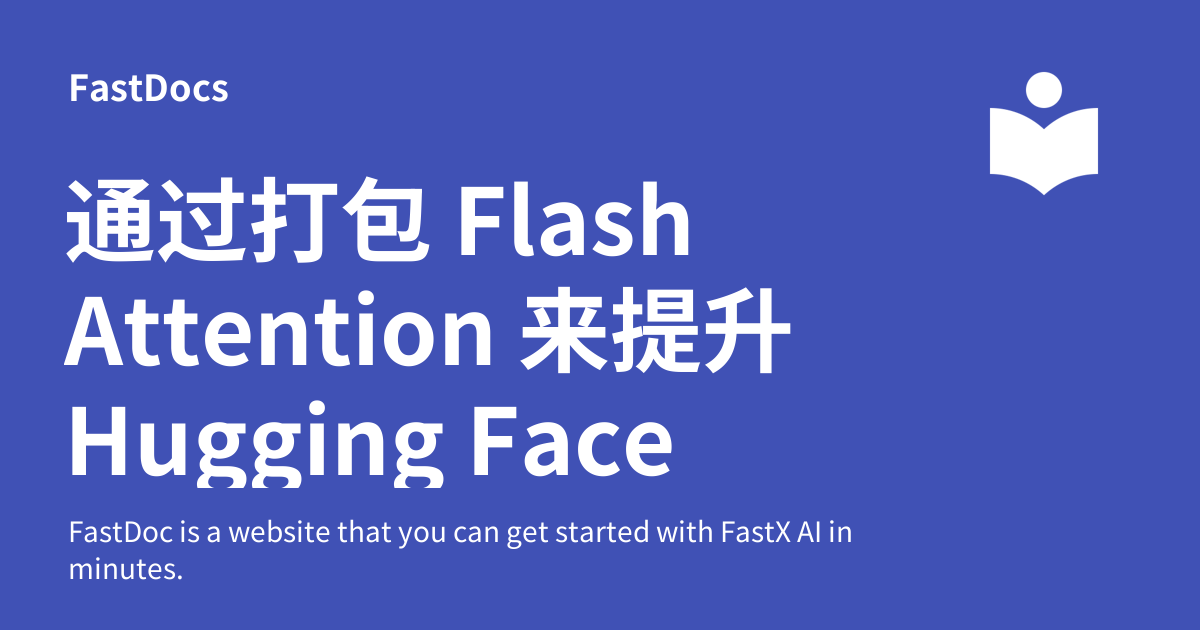 FastDocs
通过打包 Flash
Attention 来提升
Hugging Face
FastDoc is a website that you can get started with FastX AI in
minutes.